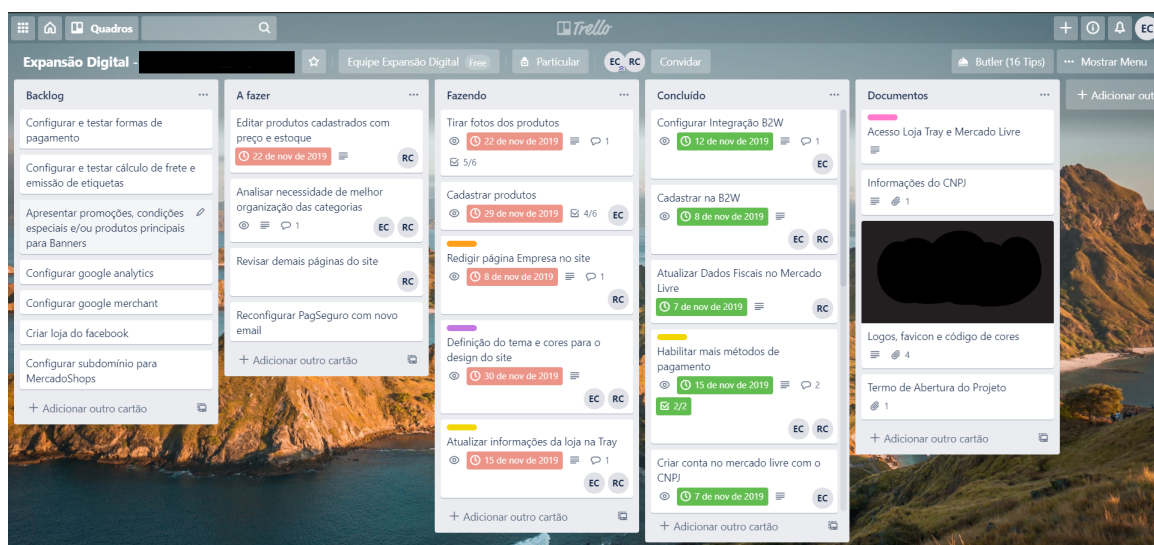 Quadros
Trello
EC
Expansão Digital -
Equipe Expansão Digital Free
Particular
EC RC
Convidar
Butler (16 Tips)
Mostrar Menu
Backlog
Configurar e testar formas de
pagamento
Configurar e testar cálculo de frete e
emissão de etiquetas
Apresentar promoções, condições
especiais e/ou produtos principais
para Banners
Configurar google analytics
Configurar google merchant
Criar loja do facebook
Configurar subdomínio para
MercadoShops
+ Adicionar outro cartão
A fazer
Editar produtos cadastrados com
preço e estoque
22 de nov de 2019
RC
Analisar necessidade de melhor
organização das categorias
1
EC RC
Revisar demais páginas do site
RC
Reconfigurar PagSeguro com novo
email
+ Adicionar outro cartão
Fazendo
Tirar fotos dos produtos
22 de nov de 2019 1
5/6
Cadastrar produtos
29 de nov de 2019 4/6 EC
Redigir página Empresa no site
8 de nov de 2019 1
RC
Definição do tema e cores para o
design do site
30 de nov de 2019
EC RC
Atualizar informações da loja na Tray
15 de nov de 2019 1
EC RC
+ Adicionar outro cartão
Concluído
Configurar Integração B2W
12 de nov de 2019 1
EC
Cadastrar na B2W
8 de nov de 2019
EC RC
Atualizar Dados Fiscais no Mercado
Livre
7 de nov de 2019
RC
Habilitar mais métodos de
pagamento
15 de nov de 2019 2
2/2
EC RC
Criar conta no mercado livre com o
CNPJ
7 de nov de 2019 EC
+ Adicionar outro cartão
Documentos
Acesso Loja Tray e Mercado Livre
Informações do CNPJ
1
Logos, favicon e código de cores
4
Termo de Abertura do Projeto
1
+ Adicionar outro cartão
+ Adicionar out